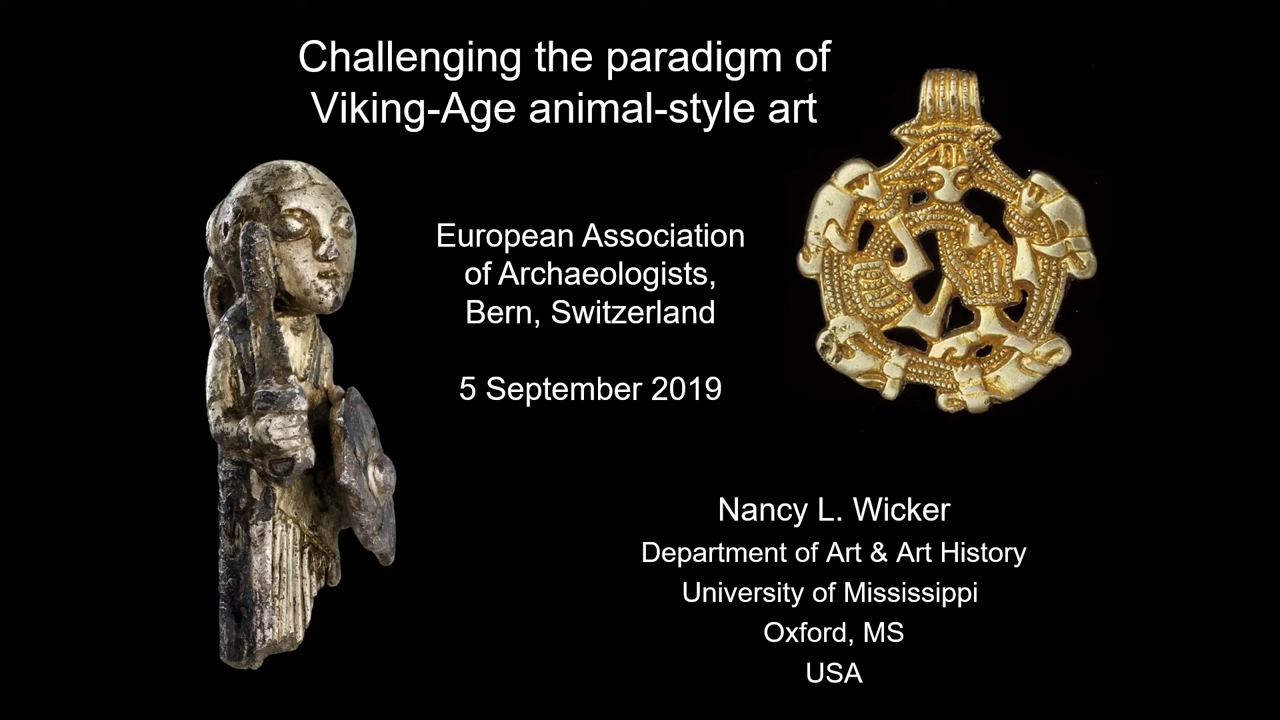 Challenging the paradigm of
Viking-Age animal-style art
European Association
of Archaeologists,
Bern, Switzerland
5 September 2019
Nancy L. Wicker
Department of Art & Art History
University of Mississippi
Oxford, MS
USA